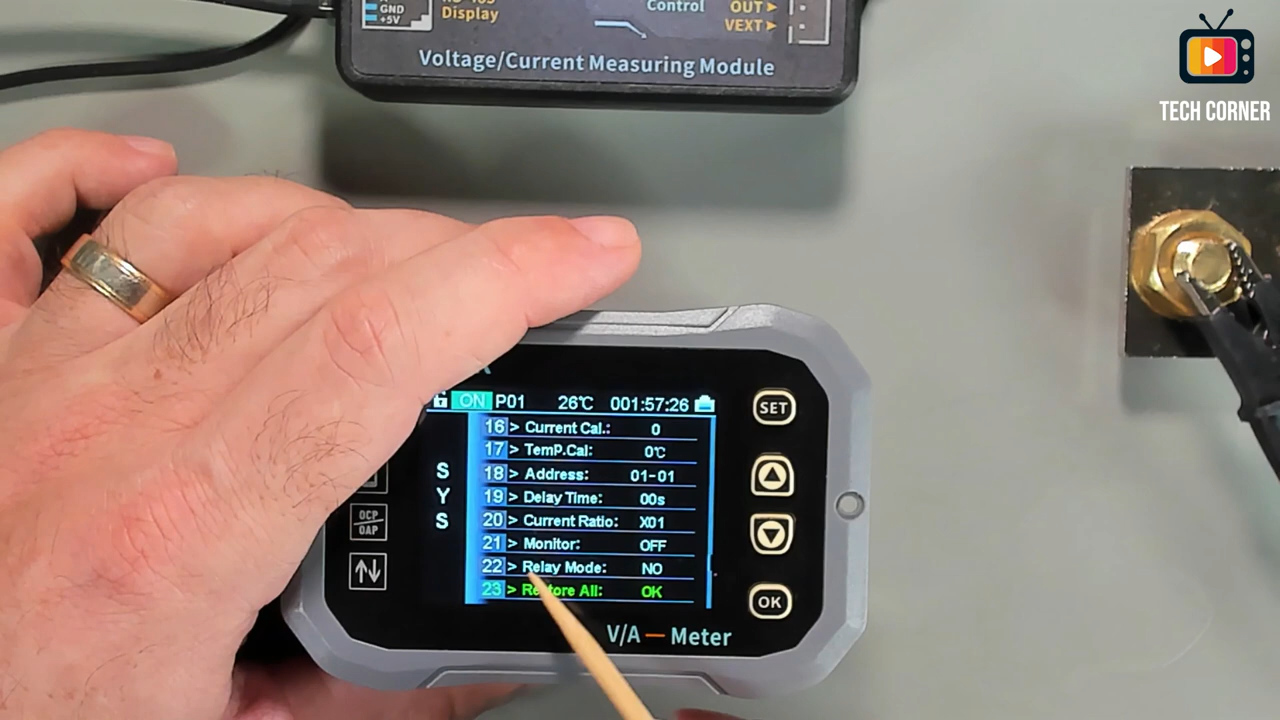 GND
+5V
Display
Control
OUT
VEXT
Voltage/Current Measuring Module
TECH CORNER
ON P01 26℃ 001:57:26
SYS
16 > Current Cal.: 0
17 > TemP.Cal: 0℃
18 > Address: 01-01
19 > Delay Time: 00s
20 > Current Ratio: X01
21 > Monitor: OFF
22 > Relay Mode: NO
23 > Restore All: OK
SET
OCP/OAP
OK
V/A — Meter